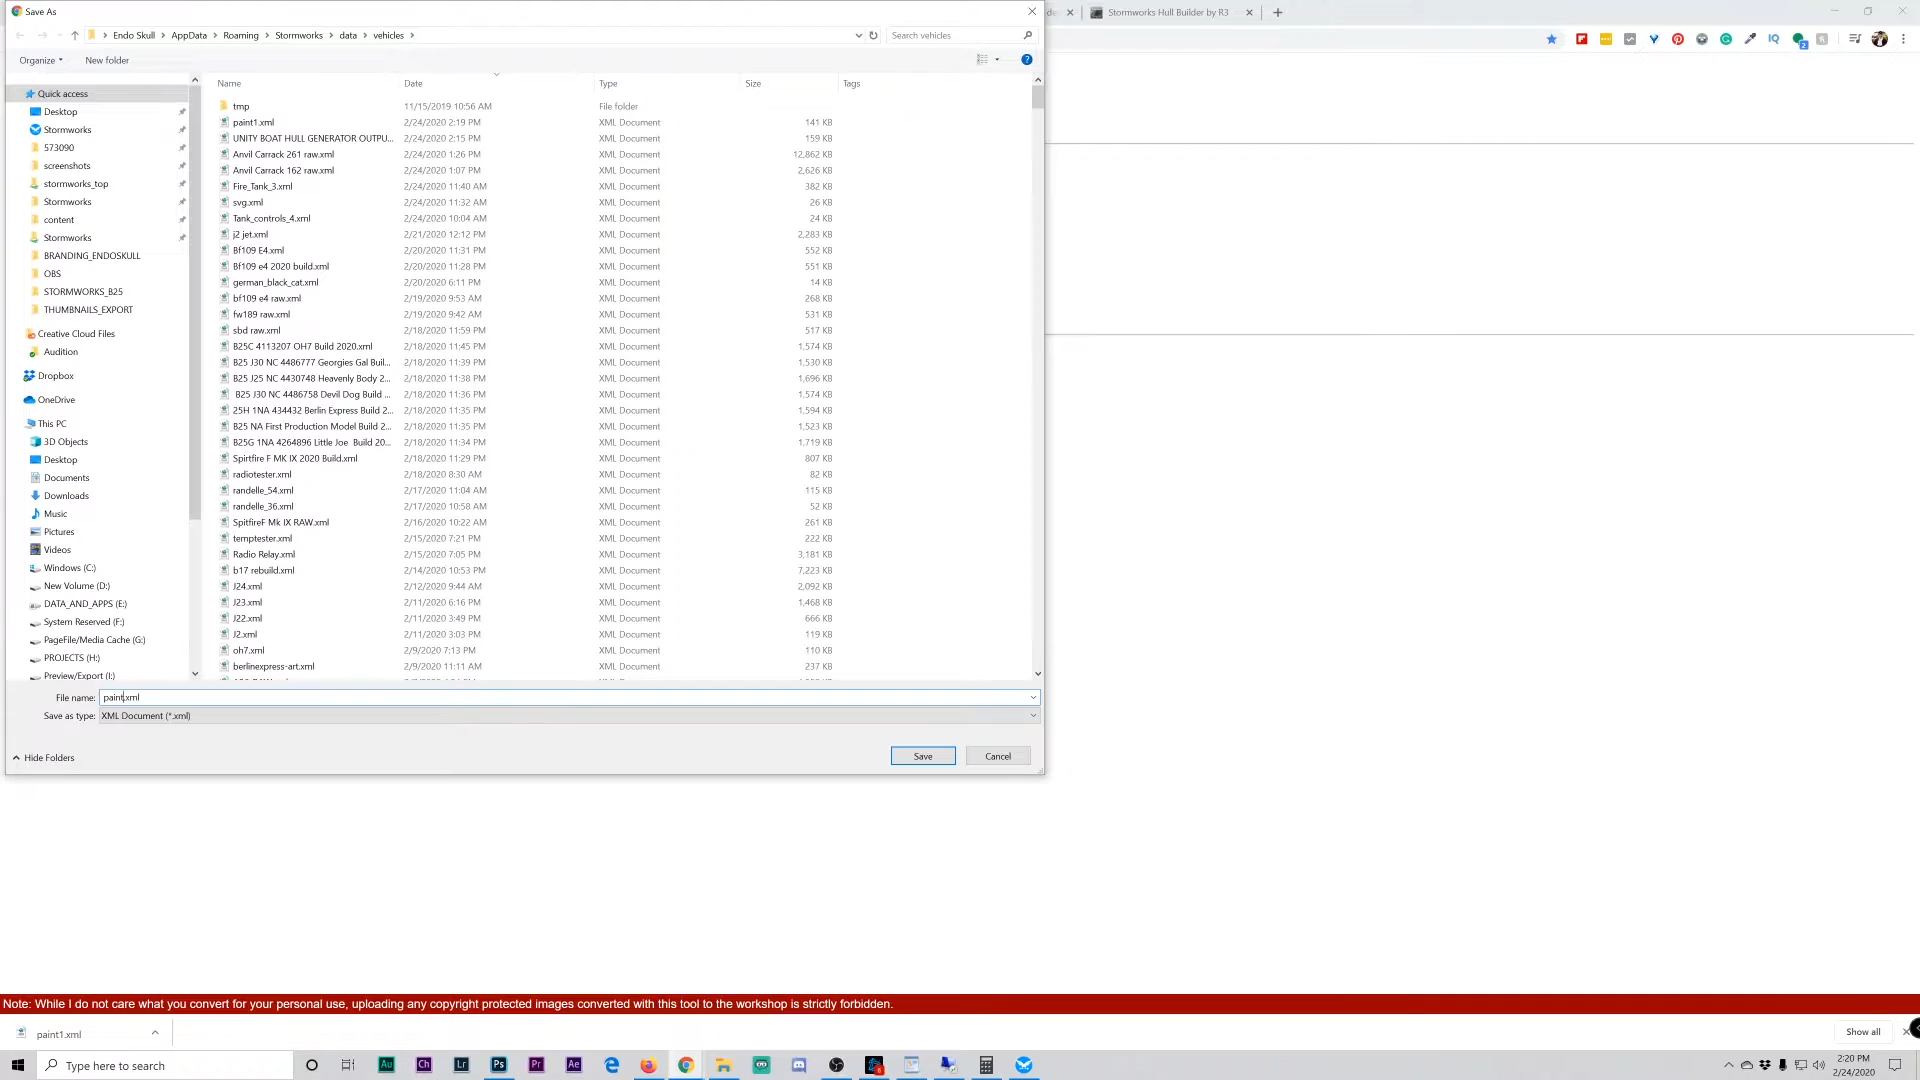 Save As
de
Stormworks Hull Builder by R3
Endo Skull
AppData
Roaming
Stormworks
data
vehicles
Search vehicles
Organize
New folder
Name
Date
Type
Size
Tags
Quick access
Desktop
Stormworks
573090
screenshots
stormworks_top
Stormworks
content
Stormworks
BRANDING_ENDOSKULL
OBS
STORMWORKS_B25
THUMBNAILS_EXPORT
Creative Cloud Files
Audition
Dropbox
OneDrive
This PC
3D Objects
Desktop
Documents
Downloads
Music
Pictures
Videos
Windows (C:)
New Volume (D:)
DATA_AND_APPS (E:)
System Reserved (F:)
PageFile/Media Cache (G:)
PROJECTS (H:)
Preview/Export (I:)
tmp 11/15/2019 10:56 AM File folder
paint1.xml 2/24/2020 2:19 PM XML Document 141 KB
UNITY BOAT HULL GENERATOR OUTPU... 2/24/2020 2:15 PM XML Document 159 KB
Anvil Carrack 261 raw.xml 2/24/2020 1:26 PM XML Document 12,862 KB
Anvil Carrack 162 raw.xml 2/24/2020 1:07 PM XML Document 2,626 KB
Fire_Tank_3.xml 2/24/2020 11:40 AM XML Document 382 KB
svg.xml 2/24/2020 11:32 AM XML Document 26 KB
Tank_controls_4.xml 2/24/2020 10:04 AM XML Document 24 KB
j2 jet.xml 2/21/2020 12:12 PM XML Document 2,283 KB
Bf109 E4.xml 2/20/2020 11:31 PM XML Document 552 KB
Bf109 e4 2020 build.xml 2/20/2020 11:28 PM XML Document 551 KB
german_black_cat.xml 2/20/2020 6:11 PM XML Document 14 KB
bf109 e4 raw.xml 2/19/2020 9:53 AM XML Document 268 KB
fw189 raw.xml 2/19/2020 9:42 AM XML Document 531 KB
sbd raw.xml 2/18/2020 11:59 PM XML Document 517 KB
B25C 4113207 OH7 Build 2020.xml 2/18/2020 11:45 PM XML Document 1,574 KB
B25 J30 NC 4486777 Georgies Gal Buil... 2/18/2020 11:39 PM XML Document 1,530 KB
B25 J25 NC 4430748 Heavenly Body 2... 2/18/2020 11:38 PM XML Document 1,696 KB
B25 J30 NC 4486758 Devil Dog Build ... 2/18/2020 11:36 PM XML Document 1,574 KB
25H 1NA 434432 Berlin Express Build 2... 2/18/2020 11:35 PM XML Document 1,594 KB
B25 NA First Production Model Build 2... 2/18/2020 11:35 PM XML Document 1,523 KB
B25G 1NA 4264896 Little Joe Build 20... 2/18/2020 11:34 PM XML Document 1,719 KB
Spirtfire F MK IX 2020 Build.xml 2/18/2020 11:29 PM XML Document 807 KB
radiotester.xml 2/18/2020 8:30 AM XML Document 82 KB
randelle_54.xml 2/17/2020 11:04 AM XML Document 115 KB
randelle_36.xml 2/17/2020 10:58 AM XML Document 52 KB
SpitfireF Mk IX RAW.xml 2/16/2020 10:22 AM XML Document 261 KB
temptester.xml 2/15/2020 7:21 PM XML Document 222 KB
Radio Relay.xml 2/15/2020 7:05 PM XML Document 3,181 KB
b17 rebuild.xml 2/14/2020 10:53 PM XML Document 7,223 KB
J24.xml 2/12/2020 9:44 AM XML Document 2,092 KB
J23.xml 2/11/2020 6:16 PM XML Document 1,468 KB
J22.xml 2/11/2020 3:49 PM XML Document 666 KB
J2.xml 2/11/2020 3:03 PM XML Document 119 KB
oh7.xml 2/9/2020 7:13 PM XML Document 110 KB
berlinexpress-art.xml 2/9/2020 11:11 AM XML Document 237 KB
File name: paint.xml
Save as type: XML Document (*.xml)
Hide Folders
Save
Cancel
Note: While I do not care what you convert for your personal use, uploading any copyright protected images converted with this tool to the workshop is strictly forbidden.
paint1.xml
Show all
Type here to search
Au
Ch
Lr
Ps
Pr
Ae
2:20 PM
2/24/2020